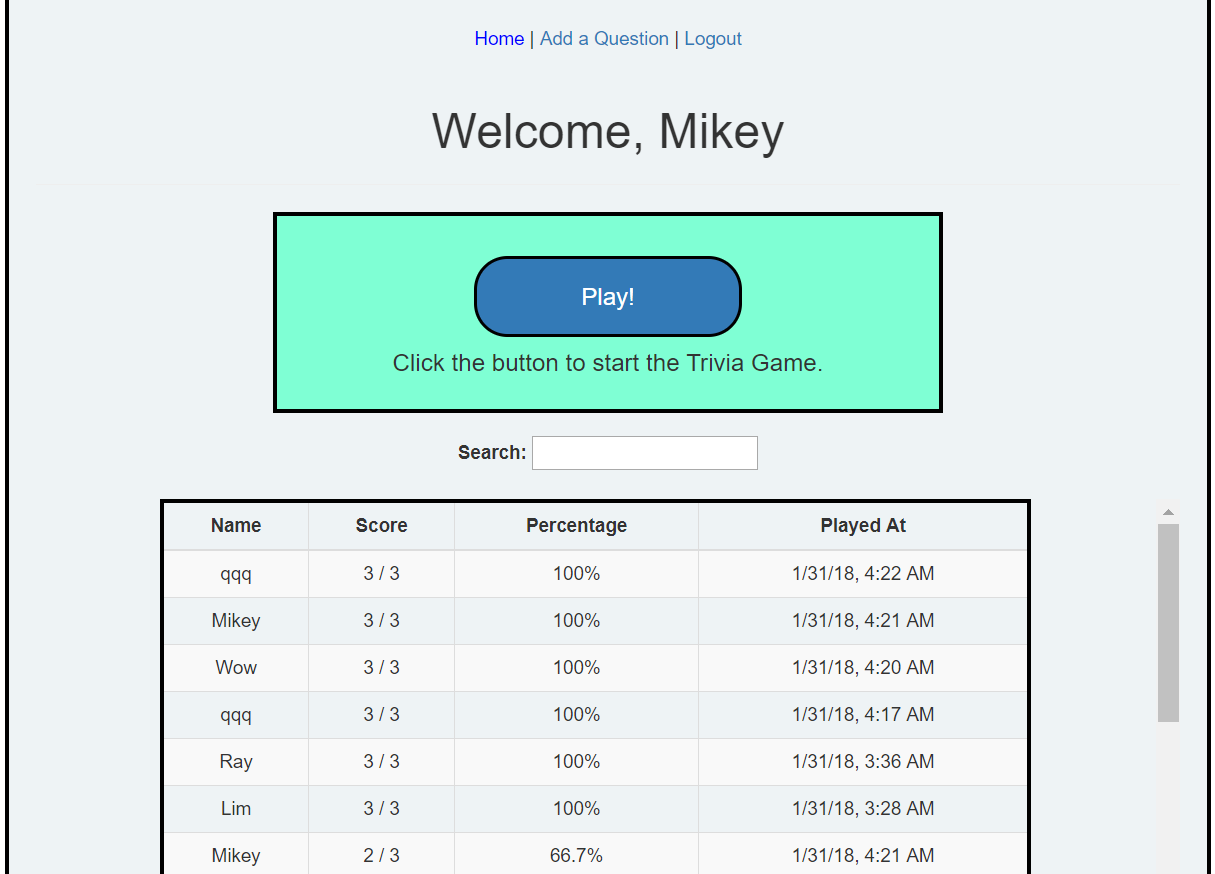 Home | Add a Question | Logout
Welcome, Mikey
Play!
Click the button to start the Trivia Game.
Search:
Name Score Percentage Played At
qqq 3 / 3 100% 1/31/18, 4:22 AM
Mikey 3 / 3 100% 1/31/18, 4:21 AM
Wow 3 / 3 100% 1/31/18, 4:20 AM
qqq 3 / 3 100% 1/31/18, 4:17 AM
Ray 3 / 3 100% 1/31/18, 3:36 AM
Lim 3 / 3 100% 1/31/18, 3:28 AM
Mikey 2 / 3 66.7% 1/31/18, 4:21 AM